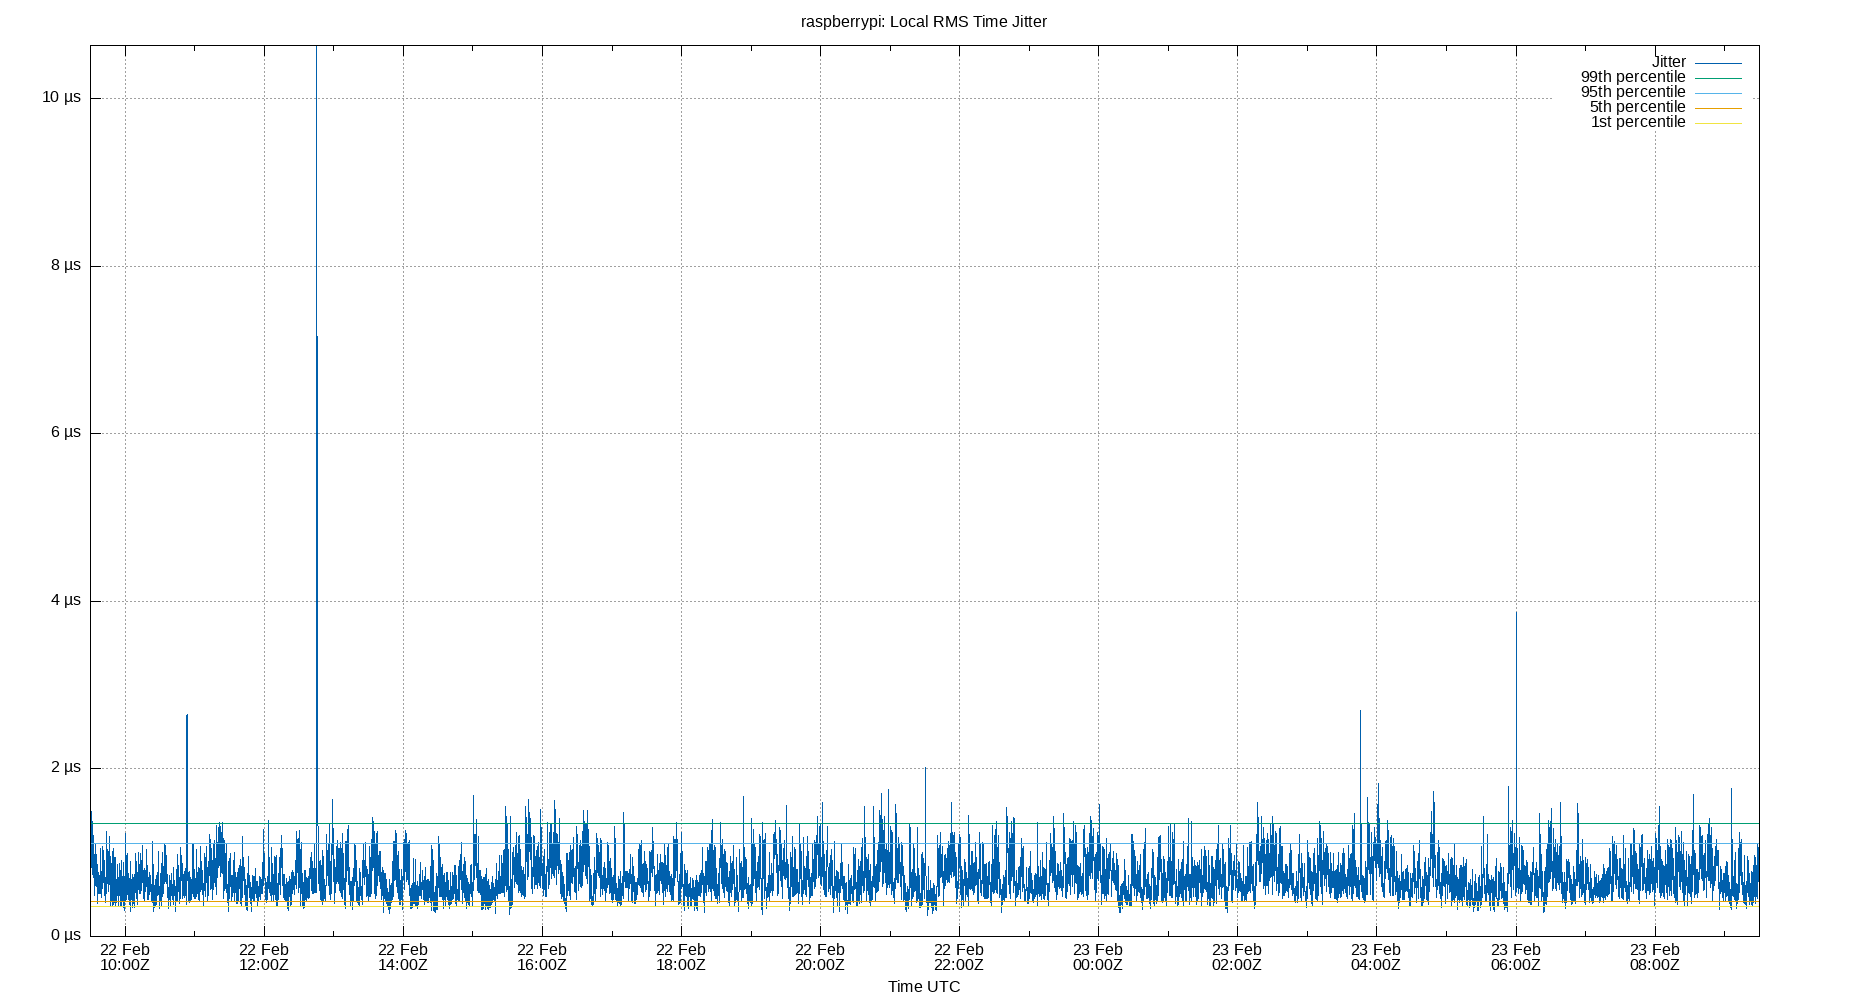 raspberrypi: Local RMS Time Jitter
Jitter
99th percentile
95th percentile
5th percentile
1st percentile
10 µs
8 µs
6 µs
4 µs
2 µs
0 µs
22 Feb 22 Feb 22 Feb 22 Feb 22 Feb 22 Feb 22 Feb 23 Feb 23 Feb 23 Feb 23 Feb 23 Feb
10:00Z 12:00Z 14:00Z 16:00Z 18:00Z 20:00Z 22:00Z 00:00Z 02:00Z 04:00Z 06:00Z 08:00Z
Time UTC